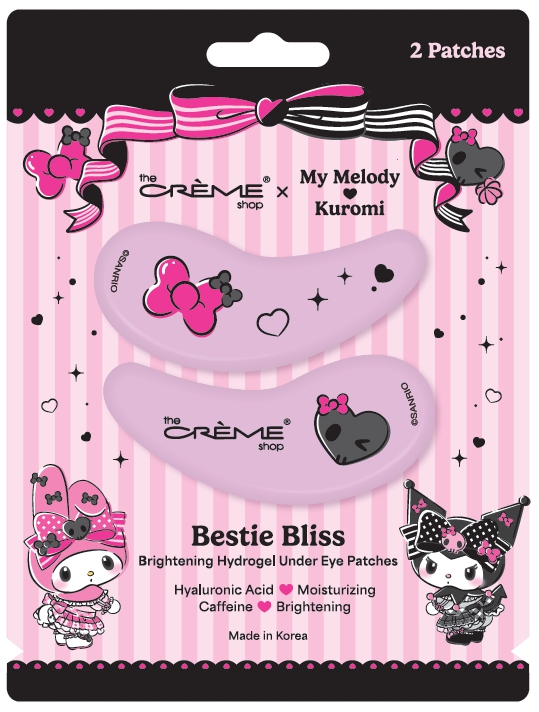 2 Patches
the
CRÈME®
shop
x
My Melody
Kuromi
©SANRIO
©SANRIO
the
CRÈME®
shop
Bestie Bliss
Brightening Hydrogel Under Eye Patches
Hyaluronic Acid Moisturizing
Caffeine Brightening
Made in Korea